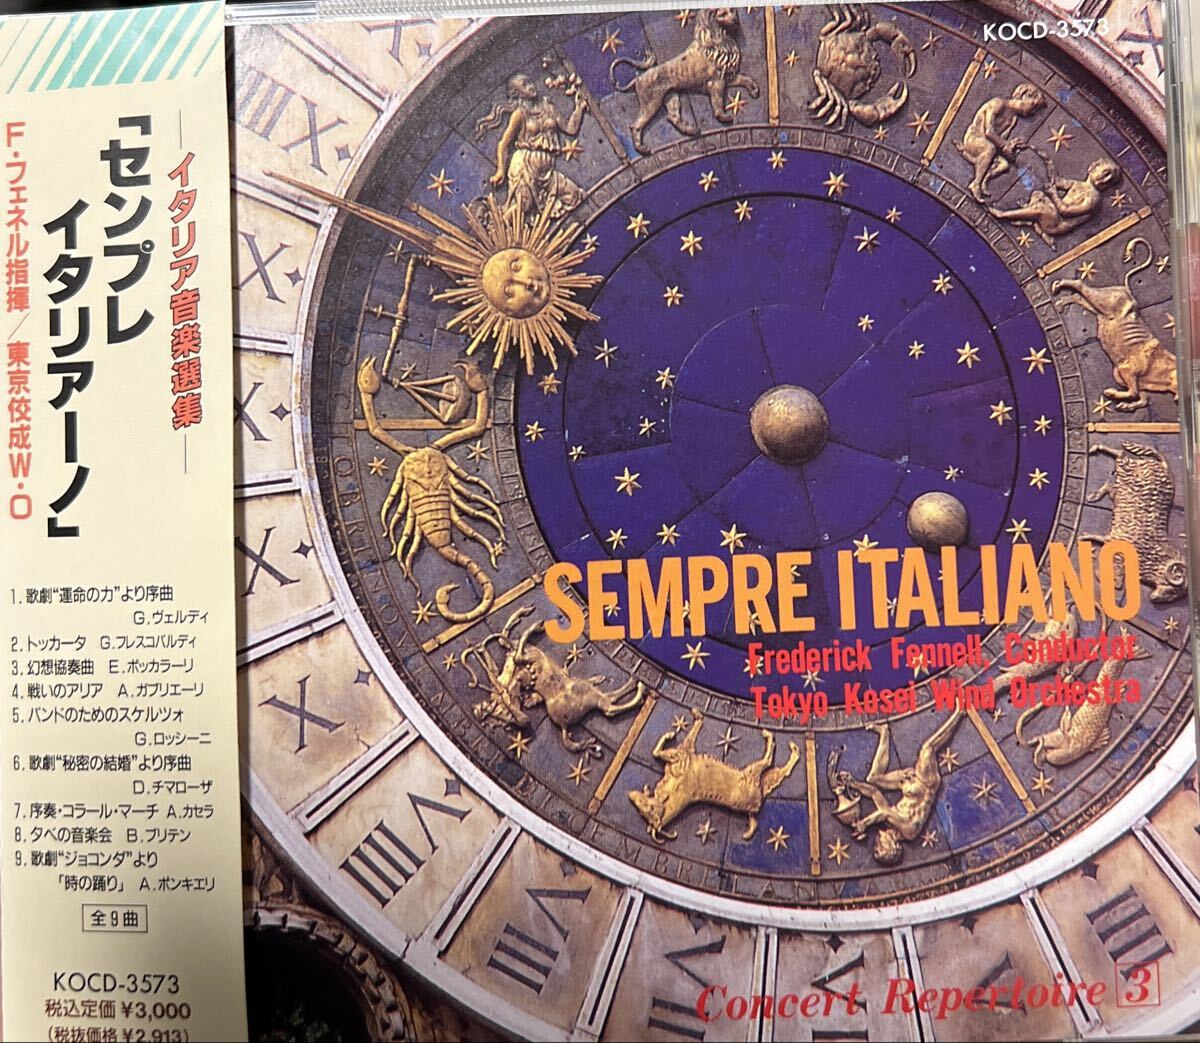 ―イタリア音楽選集―
「センプレ
イタリアーノ」
F・フェネル指揮/東京佼成W・O
1. 歌劇“運命の力”より序曲
G.ヴェルディ
2. トッカータ G.フレスコバルディ
3. 幻想協奏曲 E.ボッカラーリ
4. 戦いのアリア A.ガブリエーリ
5. バンドのためのスケルツォ
G.ロッシーニ
6. 歌劇“秘密の結婚”より序曲
D.チマローザ
7. 序奏・コラール・マーチ A.カセラ
8. 夕べの音楽会 B.ブリテン
9. 歌劇“ジョコンダ”より
「時の踊り」 A.ポンキエリ
全9曲
KOCD-3573
税込定価¥3,000
(税抜価格¥2,913)
KOCD-3573
SEMPRE ITALIANO
Frederick Fennell, Conductor
Tokyo Kosei Wind Orchestra
Concert Repertoire 3
IIIX
X
X
X
X
X
VIII
VIII
VIII